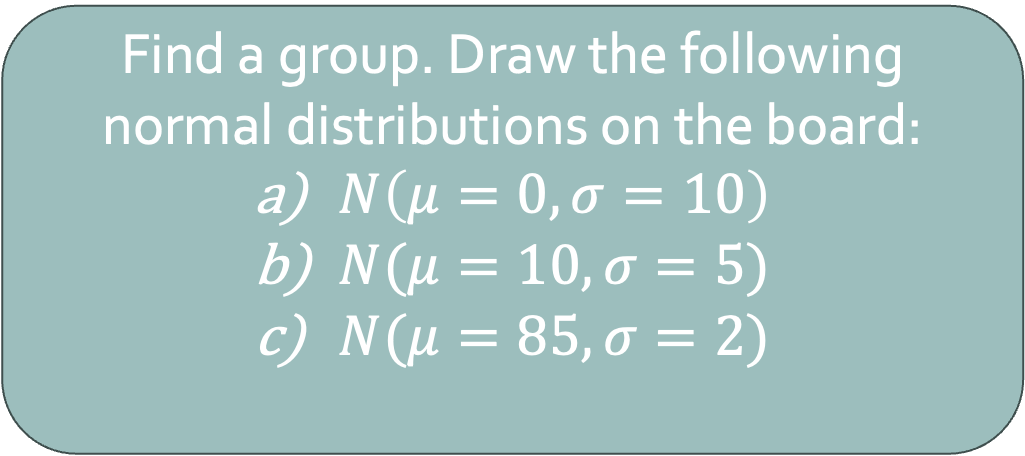 Find a group. Draw the following
normal distributions on the board:
a) N(μ = 0, σ = 10)
b) N(μ = 10, σ = 5)
c) N(μ = 85, σ = 2)